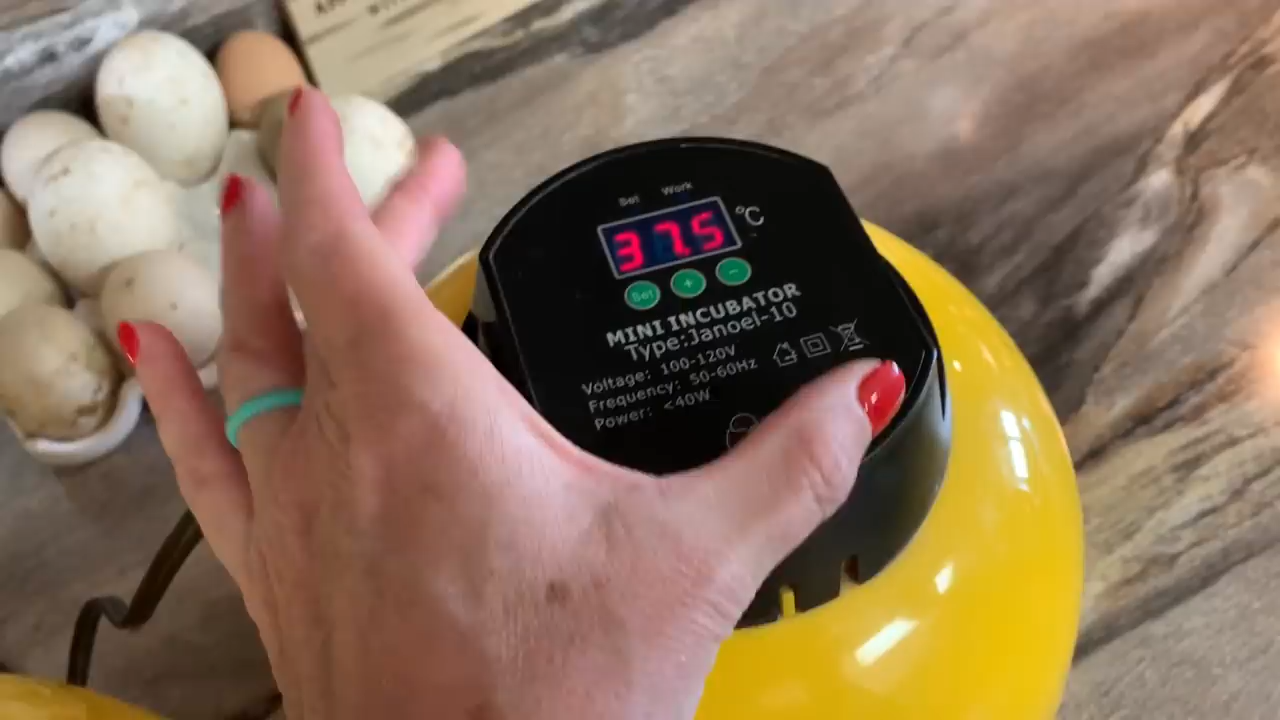 Set Work
37.5 °C
Set + -
MINI INCUBATOR
Type:Janoel-10
Voltage: 100-120V
Frequency: 50-60Hz
Power: <40W